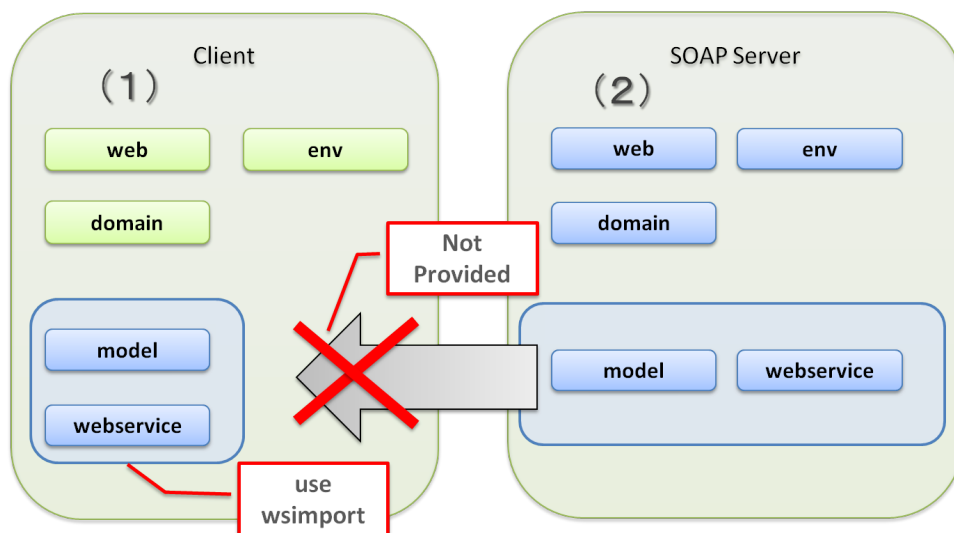 Client
(1)
web
env
domain
model
webservice
use
wsimport
Not
Provided
SOAP Server
(2)
web
env
domain
model
webservice